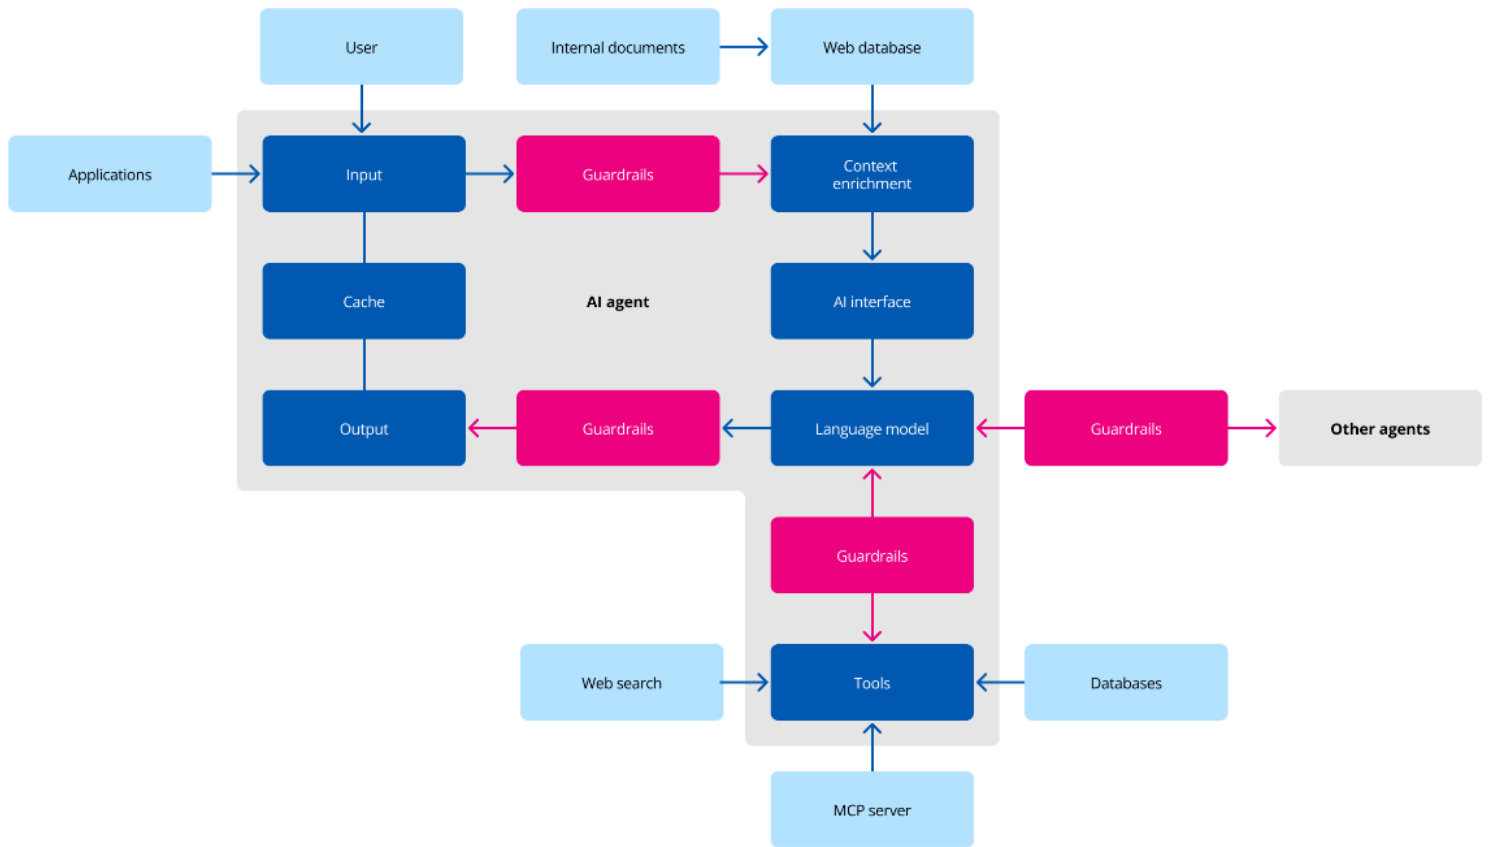 User
Internal documents
Web database
Applications
Input
Guardrails
Context
enrichment
Cache
AI agent
AI interface
Output
Guardrails
Language model
Guardrails
Other agents
Guardrails
Web search
Tools
Databases
MCP server